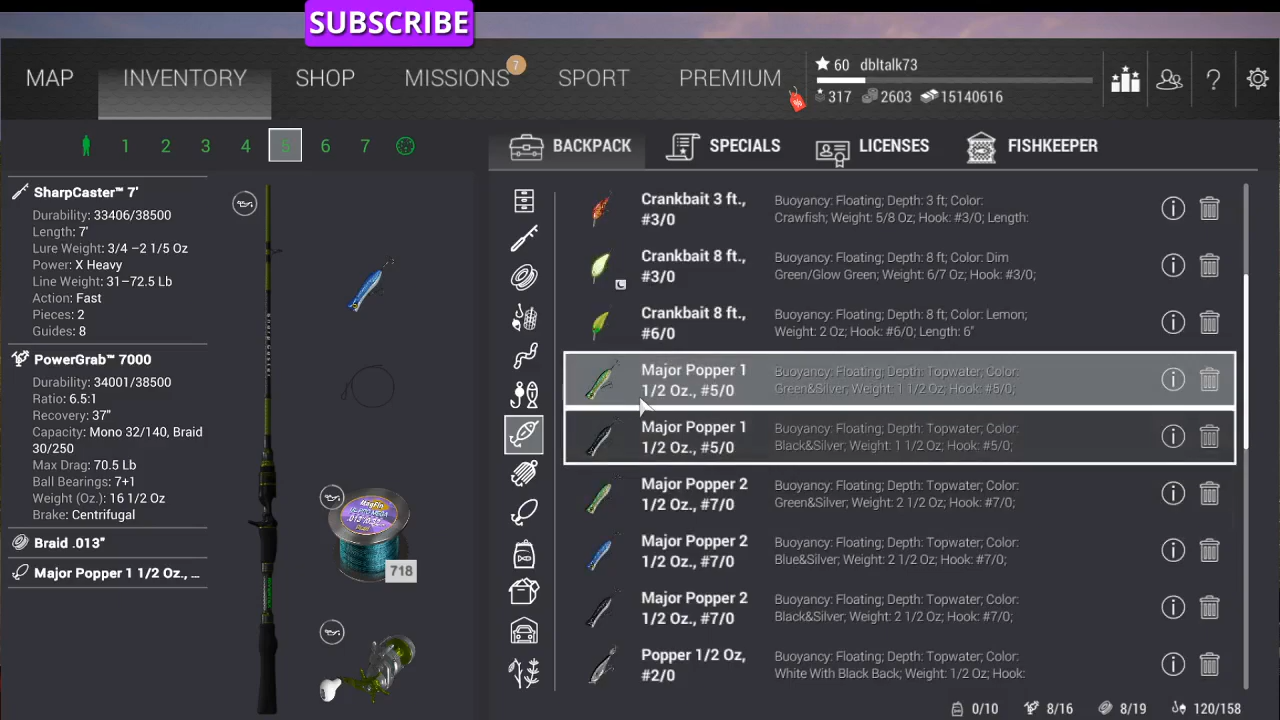 SUBSCRIBE
MAP
INVENTORY
SHOP
MISSIONS
7
SPORT
PREMIUM
%
60 dbltalk73
317 2603 15140616
?
1 2 3 4 5 6 7
BACKPACK
SPECIALS
LICENSES
FISHKEEPER
SharpCaster™ 7'
Durability: 33406/38500
Length: 7'
Lure Weight: 3/4 –2 1/5 Oz
Power: X Heavy
Line Weight: 31–72.5 Lb
Action: Fast
Pieces: 2
Guides: 8
PowerGrab™ 7000
Durability: 34001/38500
Ratio: 6.5:1
Recovery: 37"
Capacity: Mono 32/140, Braid
30/250
Max Drag: 70.5 Lb
Ball Bearings: 7+1
Weight (Oz.): 16 1/2 Oz
Brake: Centrifugal
Braid .013"
Major Popper 1 1/2 Oz., ...
718
Crankbait 3 ft.,
#3/0
Buoyancy: Floating; Depth: 3 ft; Color:
Crawfish; Weight: 5/8 Oz; Hook: #3/0; Length:
Crankbait 8 ft.,
#3/0
Buoyancy: Floating; Depth: 8 ft; Color: Dim
Green/Glow Green; Weight: 6/7 Oz; Hook: #3/0;
Crankbait 8 ft.,
#6/0
Buoyancy: Floating; Depth: 8 ft; Color: Lemon;
Weight: 2 Oz; Hook: #6/0; Length: 6"
Major Popper 1
1/2 Oz., #5/0
Buoyancy: Floating; Depth: Topwater; Color:
Green&Silver; Weight: 1 1/2 Oz; Hook: #5/0;
Major Popper 1
1/2 Oz., #5/0
Buoyancy: Floating; Depth: Topwater; Color:
Black&Silver; Weight: 1 1/2 Oz; Hook: #5/0;
Major Popper 2
1/2 Oz., #7/0
Buoyancy: Floating; Depth: Topwater; Color:
Green&Silver; Weight: 2 1/2 Oz; Hook: #7/0;
Major Popper 2
1/2 Oz., #7/0
Buoyancy: Floating; Depth: Topwater; Color:
Blue&Silver; Weight: 2 1/2 Oz; Hook: #7/0;
Major Popper 2
1/2 Oz., #7/0
Buoyancy: Floating; Depth: Topwater; Color:
Black&Silver; Weight: 2 1/2 Oz; Hook: #7/0;
Popper 1/2 Oz,
#2/0
Buoyancy: Floating; Depth: Topwater; Color:
White With Black Back; Weight: 1/2 Oz; Hook:
0/10 8/16 8/19 120/158